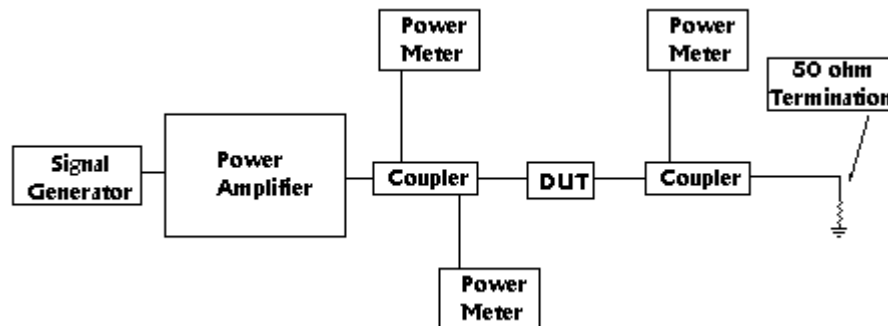 Power
Meter
Power
Meter
50 ohm
Termination
Signal
Generator
Power
Amplifier
Coupler
DUT
Coupler
Power
Meter